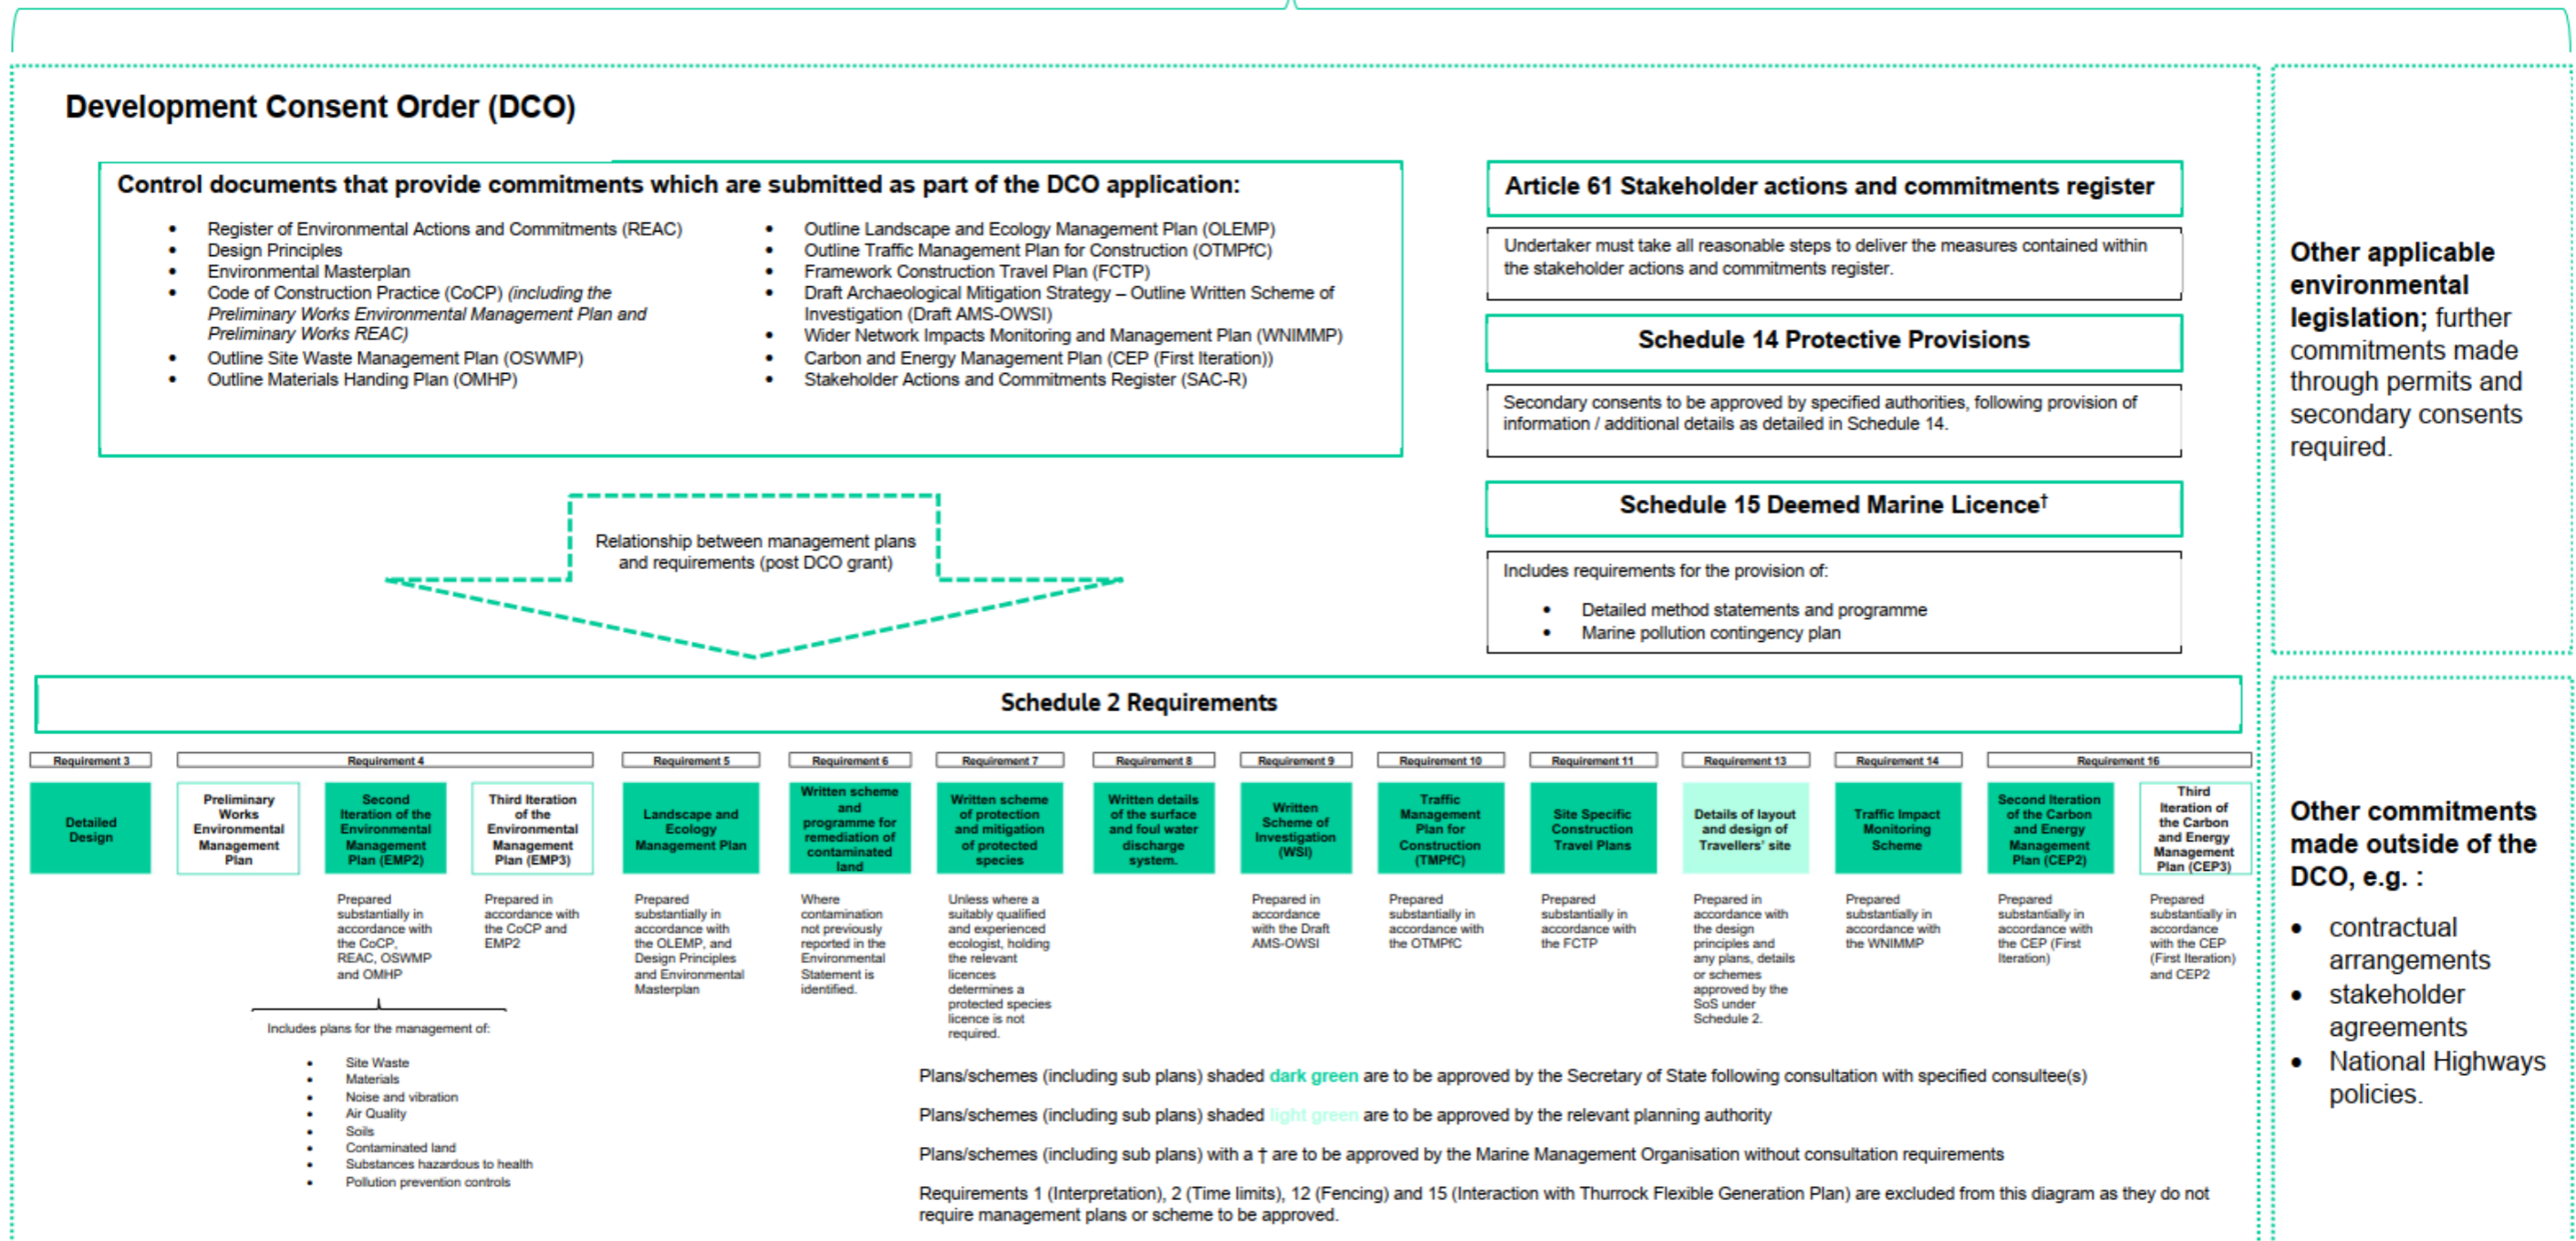 Development Consent Order (DCO)
Control documents that provide commitments which are submitted as part of the DCO application:
• Register of Environmental Actions and Commitments (REAC)
• Design Principles
• Environmental Masterplan
• Code of Construction Practice (CoCP) (including the
Preliminary Works Environmental Management Plan and
Preliminary Works REAC)
• Outline Site Waste Management Plan (OSWMP)
• Outline Materials Handing Plan (OMHP)
• Outline Landscape and Ecology Management Plan (OLEMP)
• Outline Traffic Management Plan for Construction (OTMPfC)
• Framework Construction Travel Plan (FCTP)
• Draft Archaeological Mitigation Strategy – Outline Written Scheme of
Investigation (Draft AMS-OWSI)
• Wider Network Impacts Monitoring and Management Plan (WNIMMP)
• Carbon and Energy Management Plan (CEP (First Iteration))
• Stakeholder Actions and Commitments Register (SAC-R)
Article 61 Stakeholder actions and commitments register
Undertaker must take all reasonable steps to deliver the measures contained within
the stakeholder actions and commitments register.
Schedule 14 Protective Provisions
Secondary consents to be approved by specified authorities, following provision of
information / additional details as detailed in Schedule 14.
Schedule 15 Deemed Marine Licence†
Includes requirements for the provision of:
• Detailed method statements and programme
• Marine pollution contingency plan
Other applicable
environmental
legislation; further
commitments made
through permits and
secondary consents
required.
Relationship between management plans
and requirements (post DCO grant)
Schedule 2 Requirements
Requirement 3
Detailed
Design
Requirement 4
Preliminary
Works
Environmental
Management
Plan
Second
Iteration of the
Environmental
Management
Plan (EMP2)
Prepared
substantially in
accordance with
the CoCP,
REAC, OSWMP
and OMHP
Third Iteration
of the
Environmental
Management
Plan (EMP3)
Prepared in
accordance with
the CoCP and
EMP2
Includes plans for the management of:
• Site Waste
• Materials
• Noise and vibration
• Air Quality
• Soils
• Contaminated land
• Substances hazardous to health
• Pollution prevention controls
Requirement 5
Landscape and
Ecology
Management Plan
Prepared
substantially in
accordance with
the OLEMP, and
Design Principles
and Environmental
Masterplan
Requirement 6
Written scheme
and
programme for
remediation of
contaminated
land
Where
contamination
not previously
reported in the
Environmental
Statement is
identified.
Requirement 7
Written scheme
of protection
and mitigation
of protected
species
Unless where a
suitably qualified
and experienced
ecologist, holding
the relevant
licences
determines a
protected species
licence is not
required.
Requirement 8
Written details
of the surface
and foul water
discharge
system.
Requirement 9
Written
Scheme of
Investigation
(WSI)
Prepared in
accordance
with the Draft
AMS-OWSI
Requirement 10
Traffic
Management
Plan for
Construction
(TMPfC)
Prepared
substantially in
accordance with
the OTMPfC
Requirement 11
Site Specific
Construction
Travel Plans
Prepared
substantially in
accordance with
the FCTP
Requirement 13
Details of layout
and design of
Travellers' site
Prepared in
accordance with
the design
principles and
any plans, details
or schemes
approved by the
SoS under
Schedule 2.
Requirement 14
Traffic Impact
Monitoring
Scheme
Prepared
substantially in
accordance with
the WNIMMP
Requirement 16
Second Iteration
of the Carbon
and Energy
Management
Plan (CEP2)
Prepared
substantially in
accordance with
the CEP (First
Iteration)
Third
Iteration of
the Carbon
and Energy
Management
Plan (CEP3)
Prepared
substantially in
accordance
with the CEP
(First Iteration)
and CEP2
Plans/schemes (including sub plans) shaded dark green are to be approved by the Secretary of State following consultation with specified consultee(s)
Plans/schemes (including sub plans) shaded light green are to be approved by the relevant planning authority
Plans/schemes (including sub plans) with a † are to be approved by the Marine Management Organisation without consultation requirements
Requirements 1 (Interpretation), 2 (Time limits), 12 (Fencing) and 15 (Interaction with Thurrock Flexible Generation Plan) are excluded from this diagram as they do not
require management plans or scheme to be approved.
Other commitments
made outside of the
DCO, e.g. :
• contractual
arrangements
• stakeholder
agreements
• National Highways
policies.